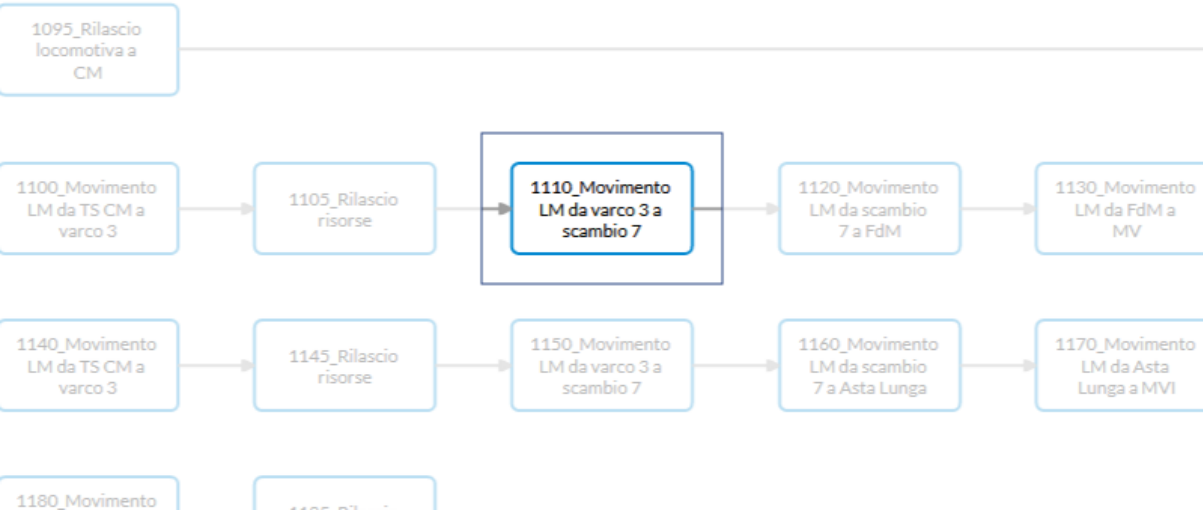 1095_Rilascio
locomotiva a
CM
1100_Movimento
LM da TS CM a
varco 3
1105_Rilascio
risorse
1110_Movimento
LM da varco 3 a
scambio 7
1120_Movimento
LM da scambio
7 a FdM
1130_Movimento
LM da FdM a
MV
1140_Movimento
LM da TS CM a
varco 3
1145_Rilascio
risorse
1150_Movimento
LM da varco 3 a
scambio 7
1160_Movimento
LM da scambio
7 a Asta Lunga
1170_Movimento
LM da Asta
Lunga a MVI
1180_Movimento